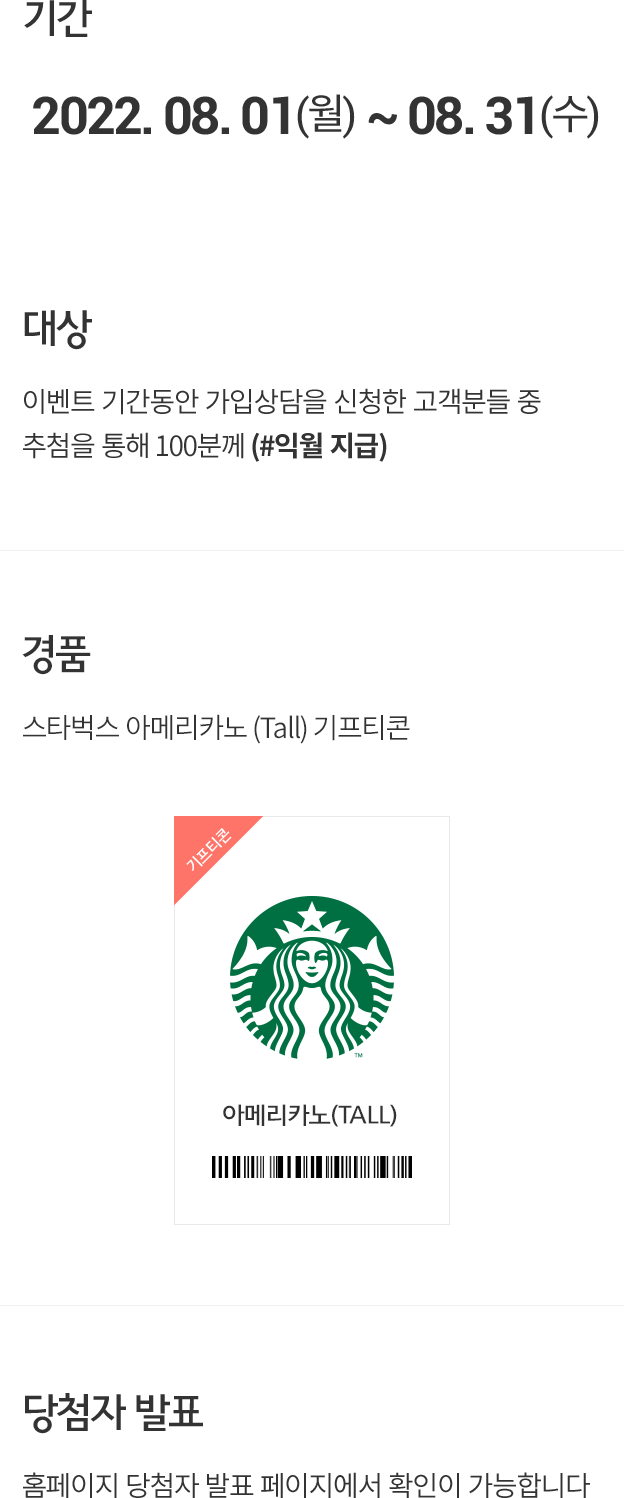 기간
2022. 08. 01(월) ~ 08. 31(수)
대상
이벤트 기간동안 가입상담을 신청한 고객분들 중
추첨을 통해 100분께 (#익월 지급)
경품
스타벅스 아메리카노 (Tall) 기프티콘
기프티콘
TM
아메리카노(TALL)
당첨자 발표
홈페이지 당첨자 발표 페이지에서 확인이 가능합니다